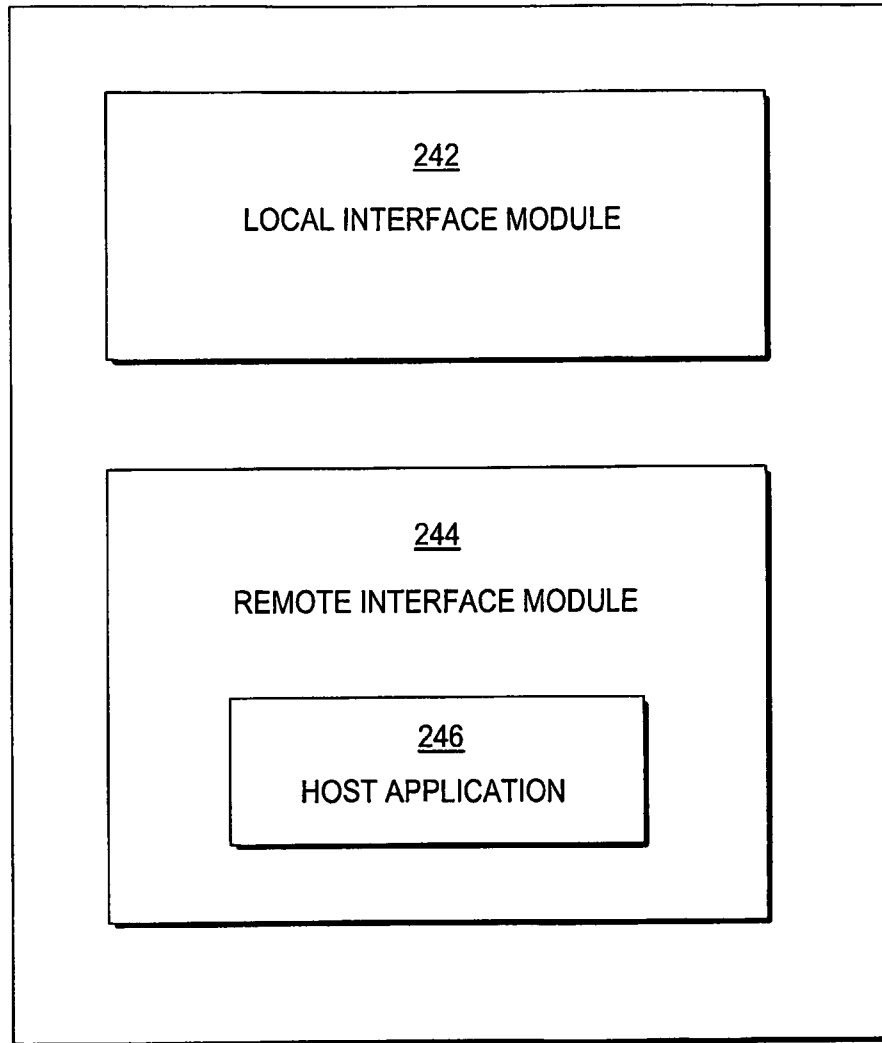 242
LOCAL INTERFACE MODULE
244
REMOTE INTERFACE MODULE
246
HOST APPLICATION